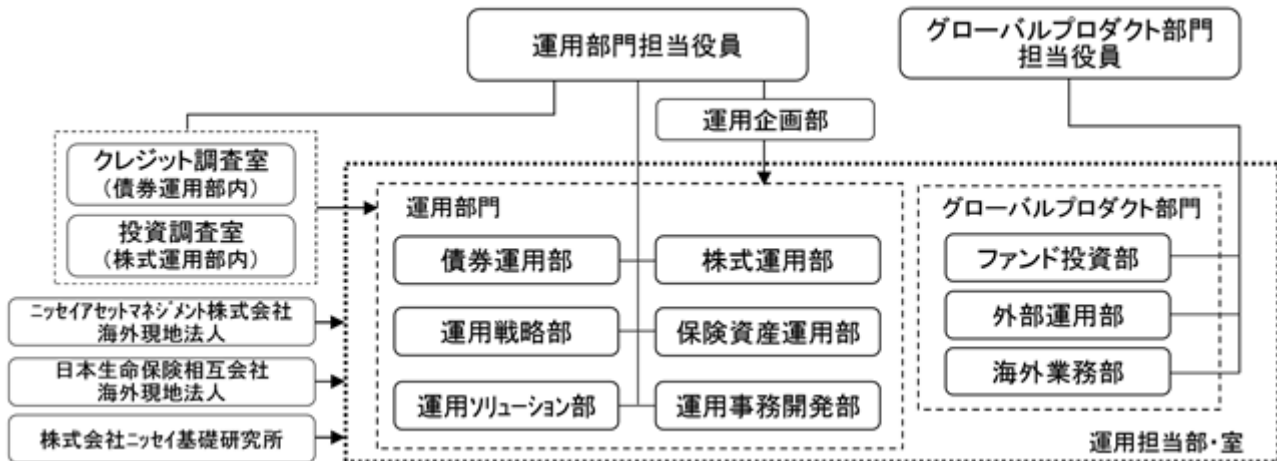 運用部門担当役員
グローバルプロダクト部門
担当役員
運用企画部
クレジット調査室
(債券運用部内)
投資調査室
(株式運用部内)
運用部門
債券運用部
株式運用部
運用戦略部
保険資産運用部
運用ソリューション部
運用事務開発部
グローバルプロダクト部門
ファンド投資部
外部運用部
海外業務部
ニッセイアセットマネジメント株式会社
海外現地法人
日本生命保険相互会社
海外現地法人
株式会社ニッセイ基礎研究所
運用担当部・室